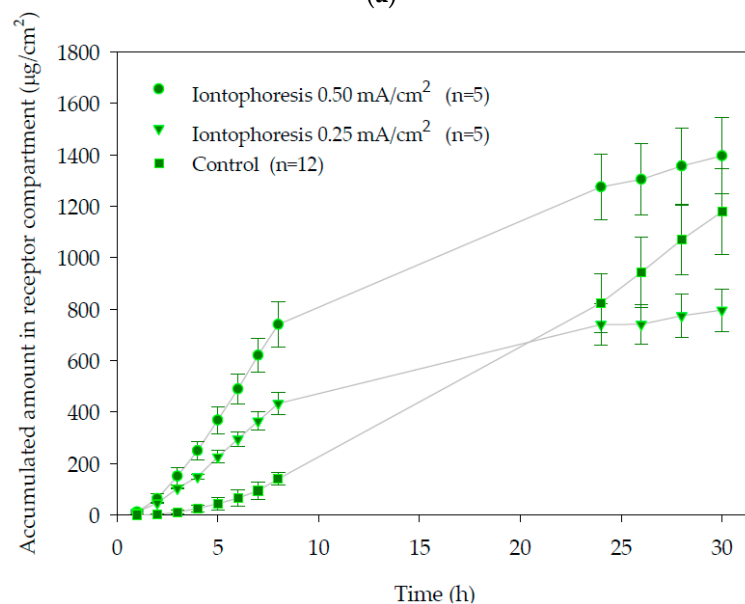 (a)
Accumulated amount in receptor compartment (µg/cm²)
1800
1600
1400
1200
1000
800
600
400
200
0
Iontophoresis 0.50 mA/cm² (n=5)
Iontophoresis 0.25 mA/cm² (n=5)
Control (n=12)
0 5 10 15 20 25 30
Time (h)